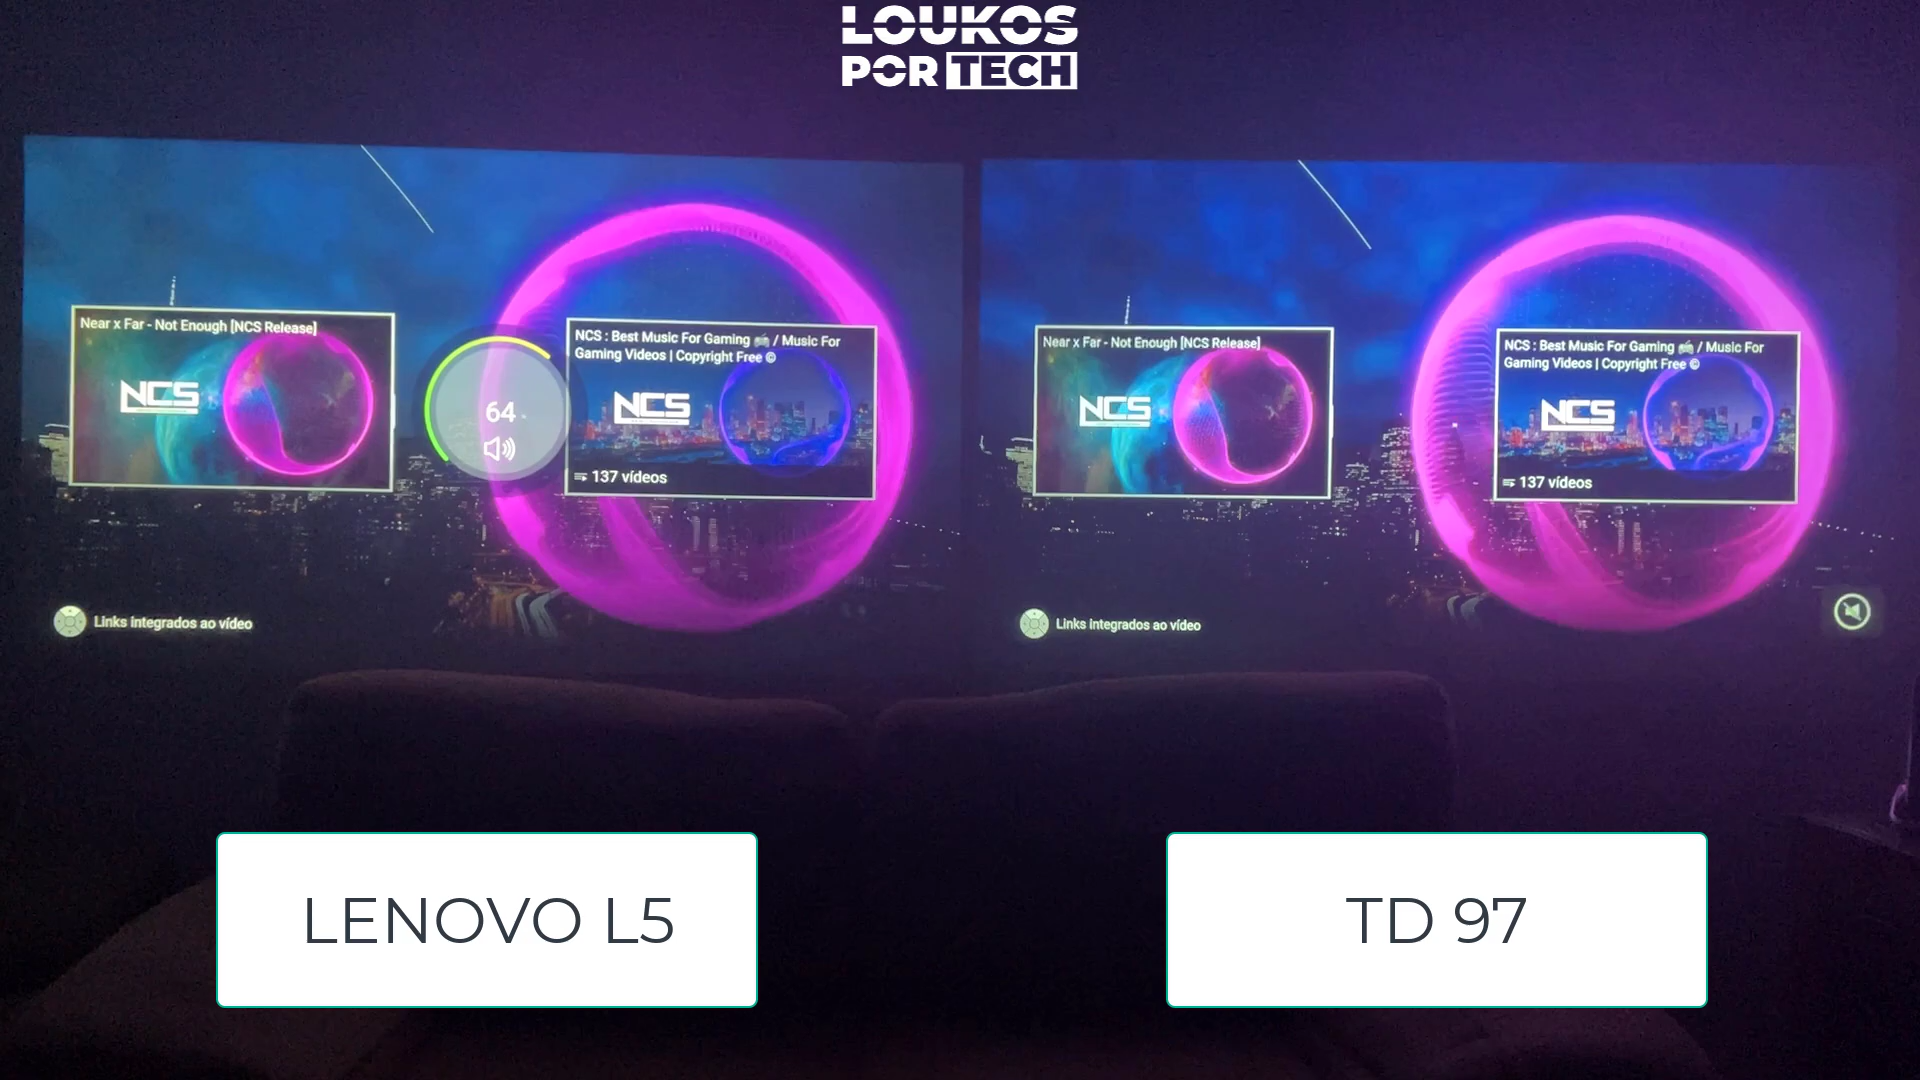 LOUKOS
POR TECH
Near x Far - Not Enough [NCS Release]
NCS
64
NCS : Best Music For Gaming 🎮 / Music For
Gaming Videos | Copyright Free ©
NCS
137 vídeos
Links integrados ao vídeo
Near x Far - Not Enough [NCS Release]
NCS
NCS : Best Music For Gaming 🎮 / Music For
Gaming Videos | Copyright Free ©
NCS
137 vídeos
Links integrados ao vídeo
LENOVO L5
TD 97